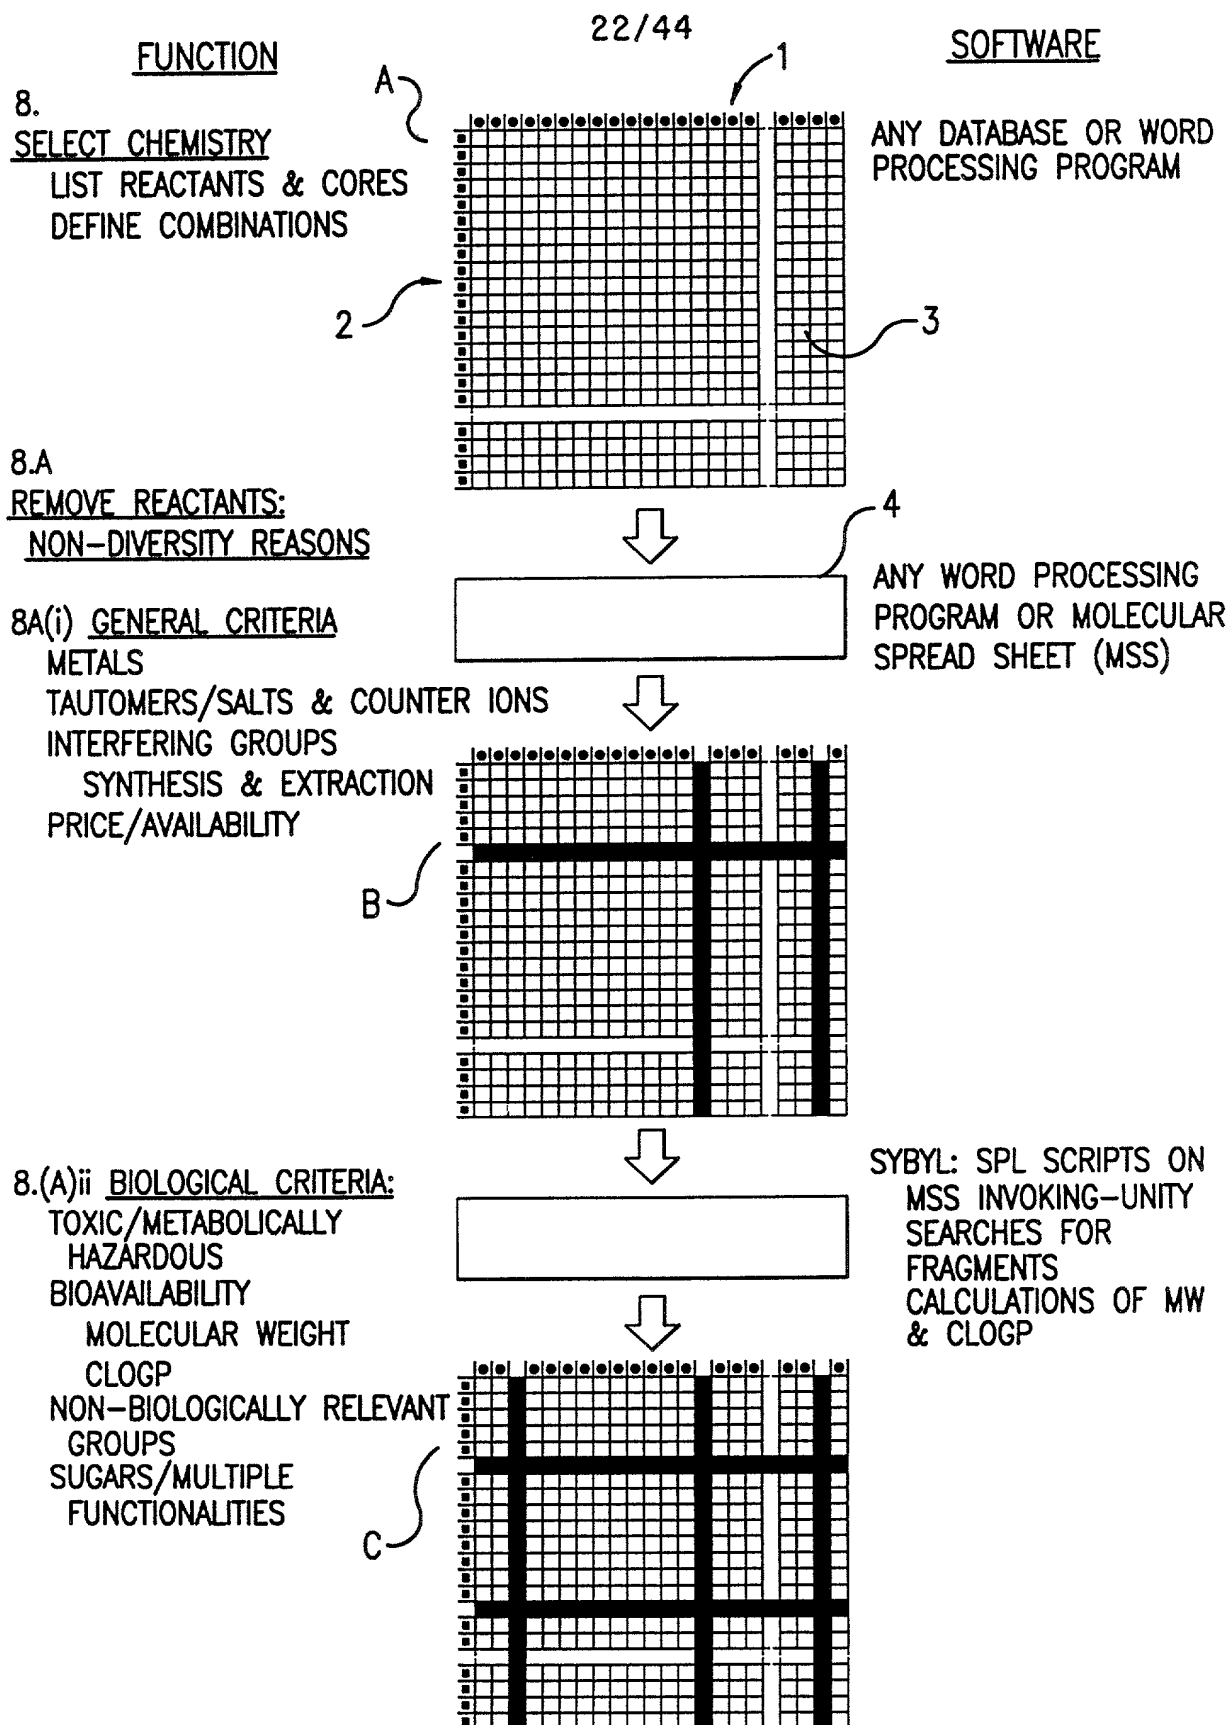 22/44
FUNCTION
SOFTWARE
A
1
8.
SELECT CHEMISTRY
LIST REACTANTS & CORES
DEFINE COMBINATIONS
ANY DATABASE OR WORD
PROCESSING PROGRAM
2
3
8.A
REMOVE REACTANTS:
NON-DIVERSITY REASONS
4
ANY WORD PROCESSING
PROGRAM OR MOLECULAR
SPREAD SHEET (MSS)
8A(i) GENERAL CRITERIA
METALS
TAUTOMERS/SALTS & COUNTER IONS
INTERFERING GROUPS
SYNTHESIS & EXTRACTION
PRICE/AVAILABILITY
B
8.(A)ii BIOLOGICAL CRITERIA:
TOXIC/METABOLICALLY
HAZARDOUS
BIOAVAILABILITY
MOLECULAR WEIGHT
CLOGP
NON-BIOLOGICALLY RELEVANT
GROUPS
SUGARS/MULTIPLE
FUNCTIONALITIES
SYBYL: SPL SCRIPTS ON
MSS INVOKING-UNITY
SEARCHES FOR
FRAGMENTS
CALCULATIONS OF MW
& CLOGP
C